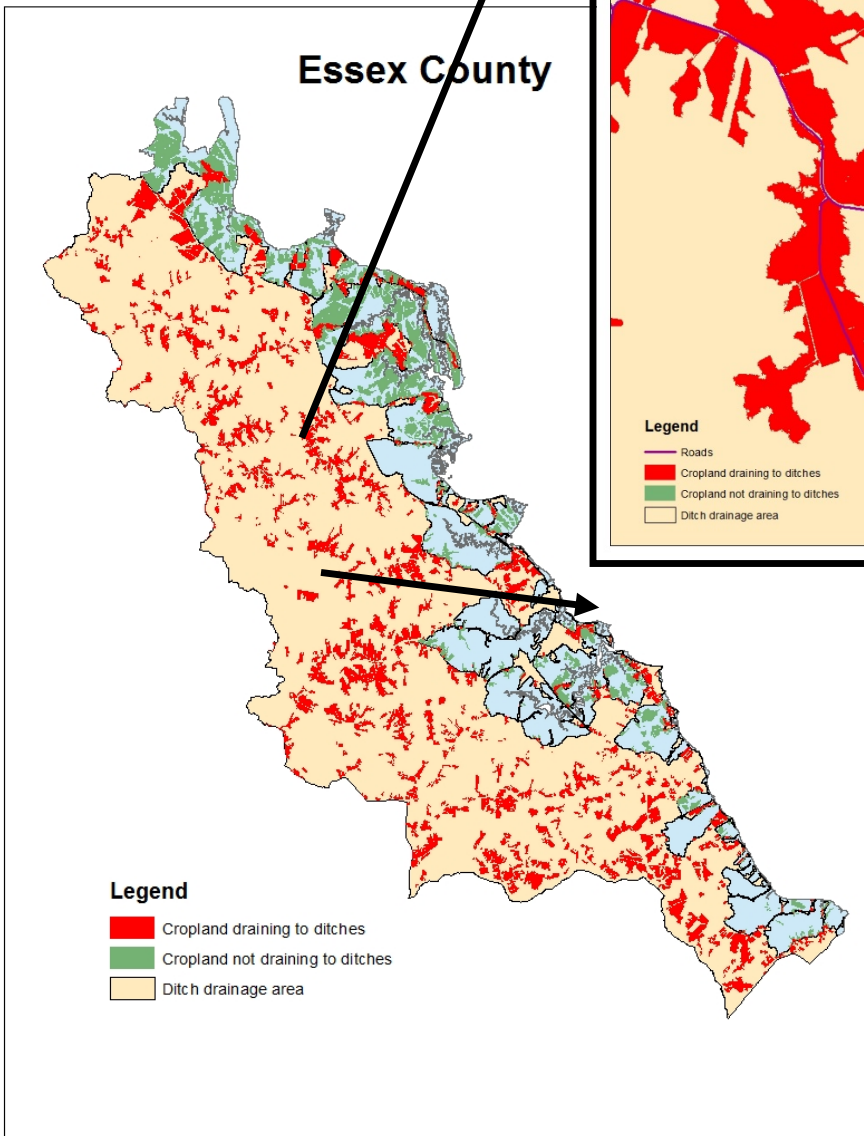 Essex County
Legend
Cropland draining to ditches
Cropland not draining to ditches
Ditch drainage area
Legend
Roads
Cropland draining to ditches
Cropland not draining to ditches
Ditch drainage area